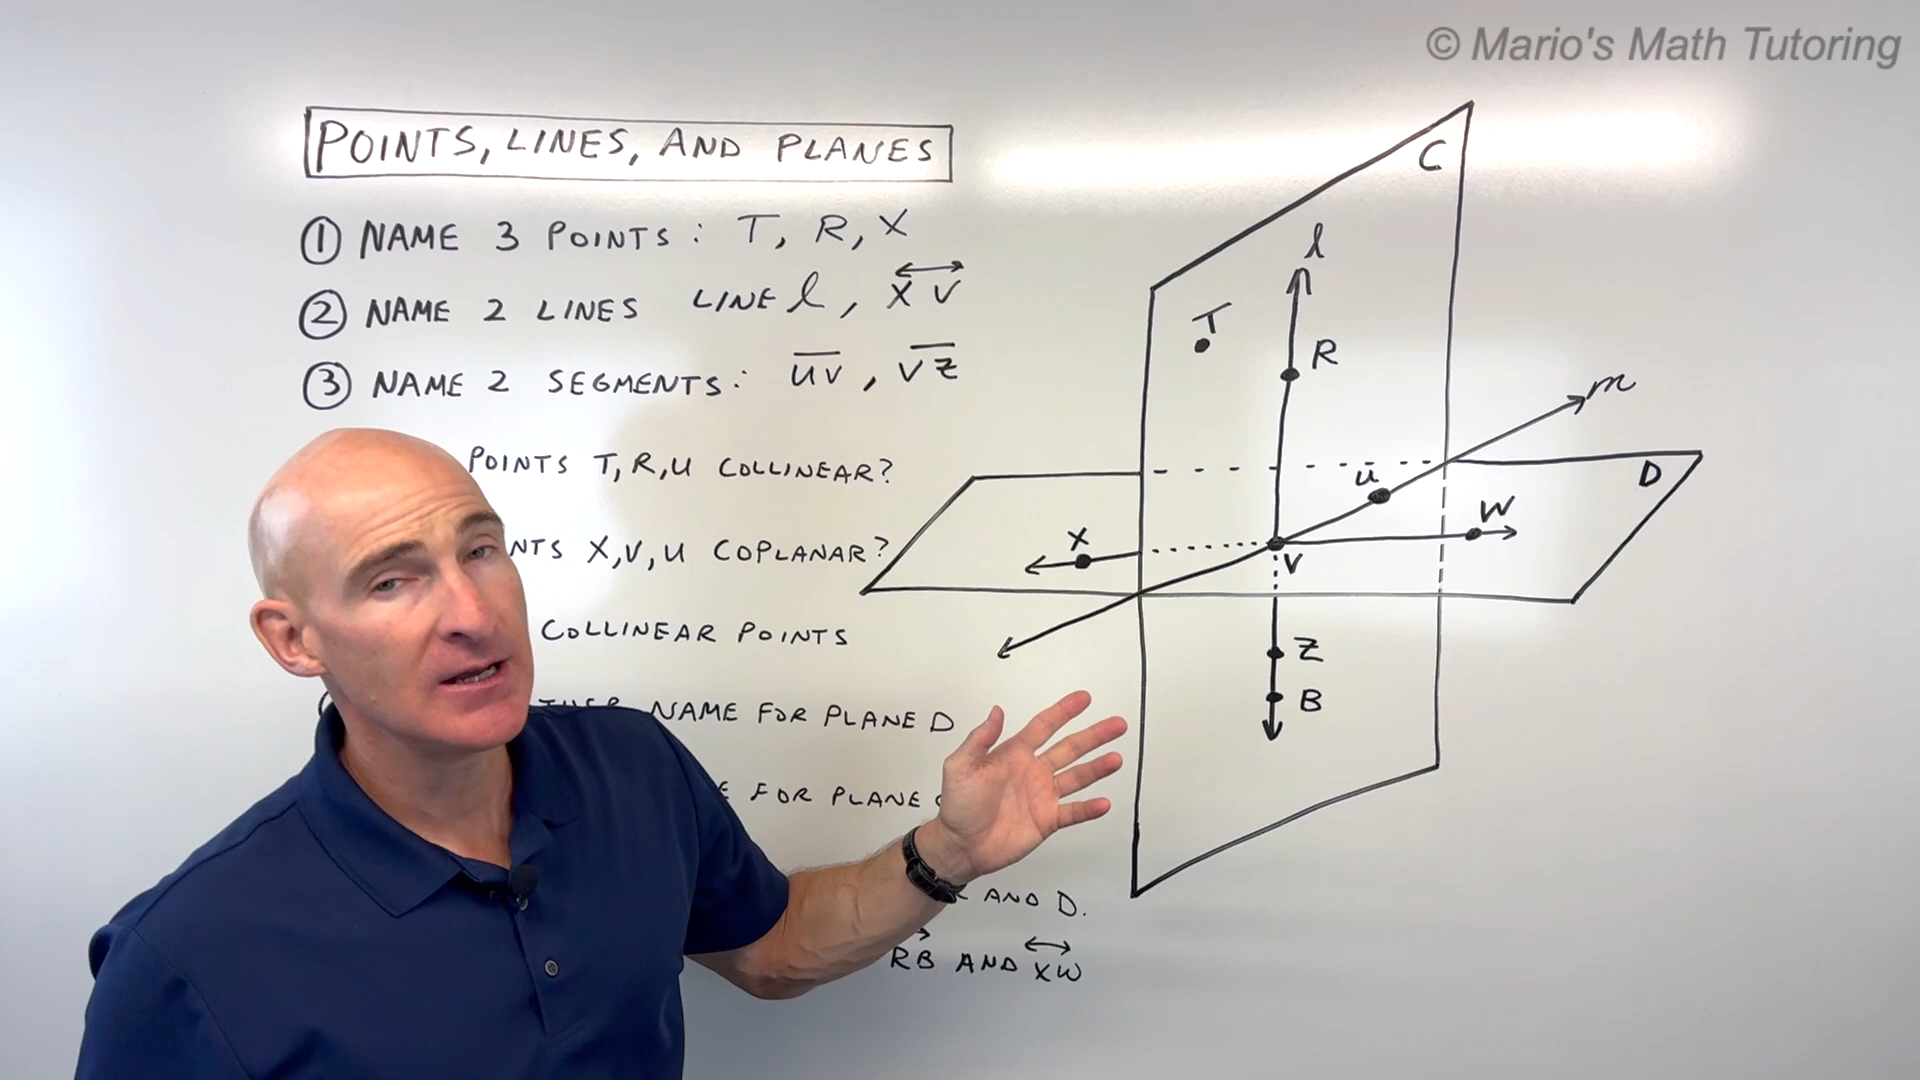 © Mario's Math Tutoring
POINTS, LINES, AND PLANES
① NAME 3 POINTS: T, R, X
② NAME 2 LINES LINE l, XV
③ NAME 2 SEGMENTS: UV, VZ
POINTS T, R, U COLLINEAR?
NTS X, V, U COPLANAR?
COLLINEAR POINTS
NAME FOR PLANE D
FOR PLANE
AND D.
RB AND XW
C
l
T
R
m
U
D
W
X
V
Z
B